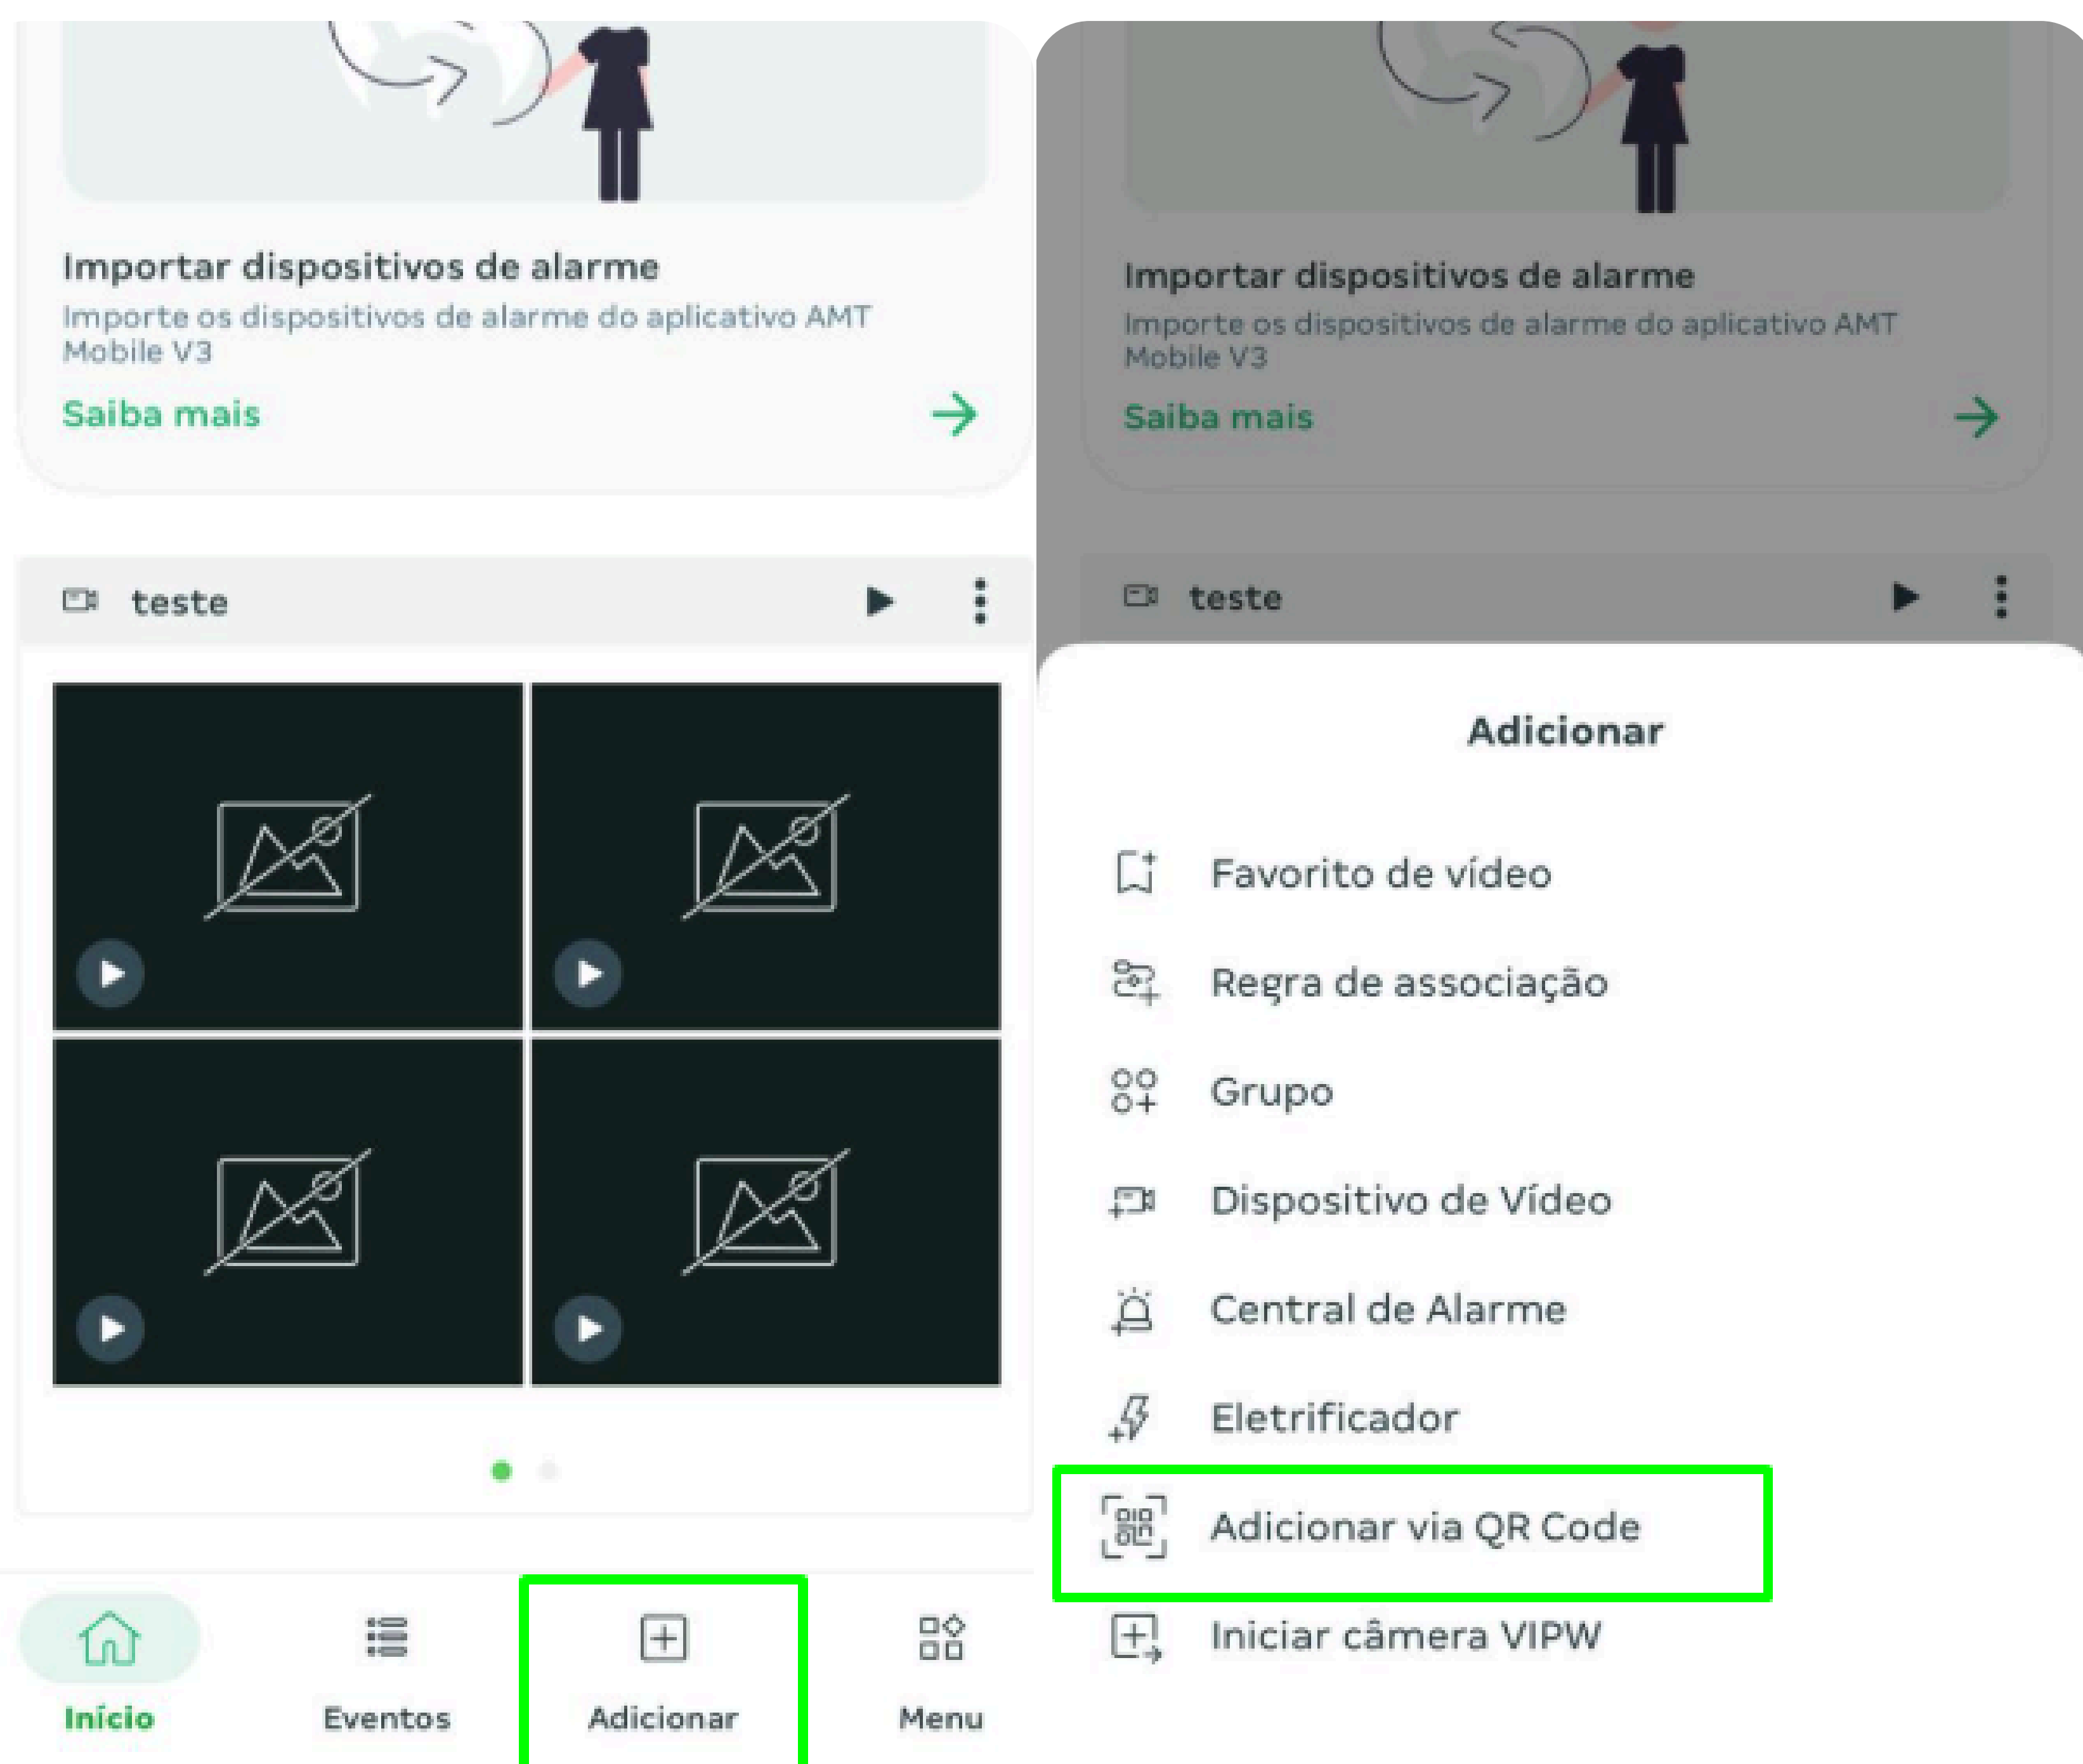 Importar dispositivos de alarme
Importe os dispositivos de alarme do aplicativo AMT
Mobile V3
Saiba mais
teste
Início
Eventos
Adicionar
Menu
Importar dispositivos de alarme
Importe os dispositivos de alarme do aplicativo AMT
Mobile V3
Saiba mais
teste
Adicionar
Favorito de vídeo
Regra de associação
Grupo
Dispositivo de Vídeo
Central de Alarme
Eletrificador
Adicionar via QR Code
Iniciar câmera VIPW